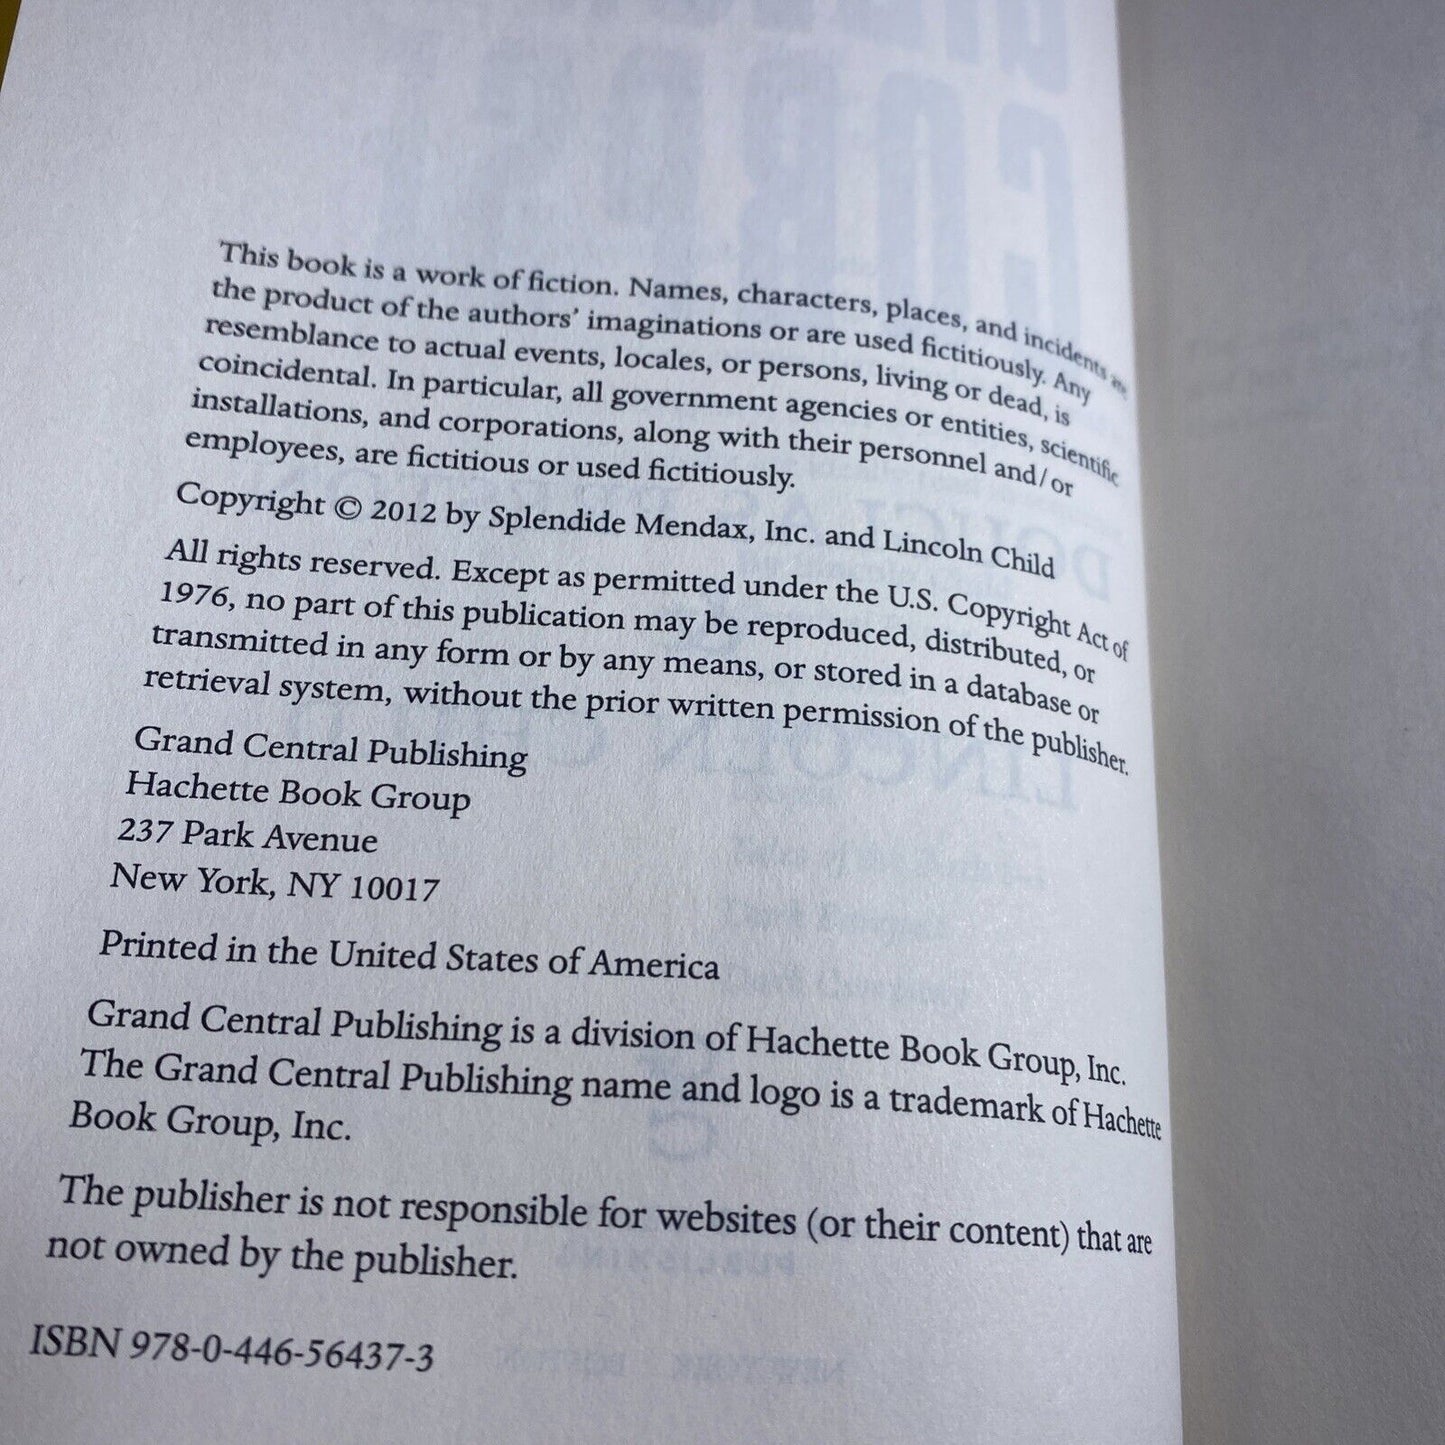 This book is a work of fiction. Names, characters, places, and incidents are
the product of the authors' imaginations or are used fictitiously. Any
resemblance to actual events, locales, or persons, living or dead, is
coincidental. In particular, all government agencies or entities, scientific
installations, and corporations, along with their personnel and/or
employees, are fictitious or used fictitiously.
Copyright © 2012 by Splendide Mendax, Inc. and Lincoln Child
All rights reserved. Except as permitted under the U.S. Copyright Act of
1976, no part of this publication may be reproduced, distributed, or
transmitted in any form or by any means, or stored in a database or
retrieval system, without the prior written permission of the publisher.
Grand Central Publishing
Hachette Book Group
237 Park Avenue
New York, NY 10017
Printed in the United States of America
Grand Central Publishing is a division of Hachette Book Group, Inc.
The Grand Central Publishing name and logo is a trademark of Hachette
Book Group, Inc.
The publisher is not responsible for websites (or their content) that are
not owned by the publisher.
ISBN 978-0-446-56437-3